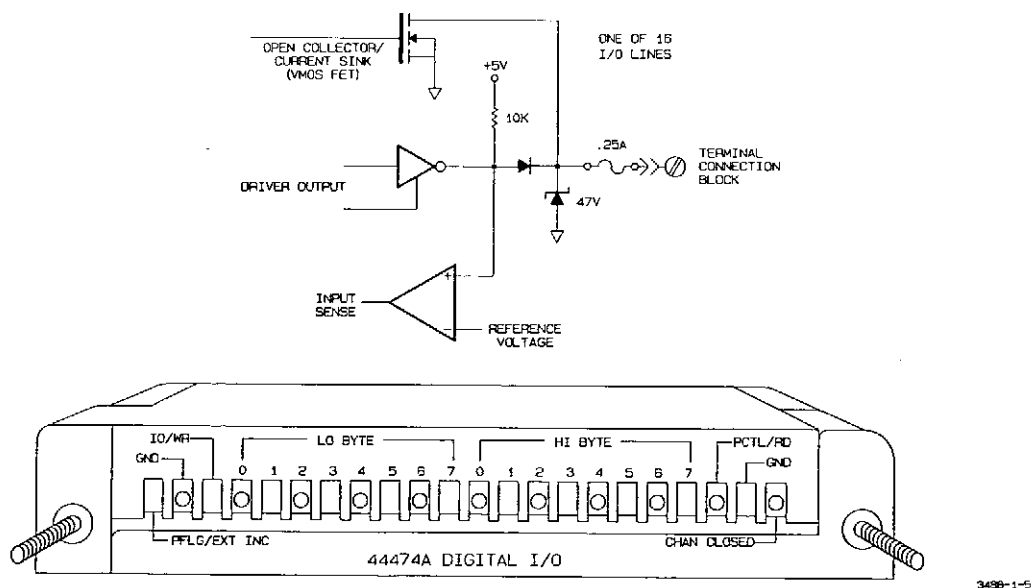 OPEN COLLECTOR/
CURRENT SINK
(VMOS FET)
ONE OF 16
I/O LINES
+5V
10K
.25A
TERMINAL
CONNECTION
BLOCK
DRIVER OUTPUT
47V
+
INPUT
SENSE
-
REFERENCE
VOLTAGE
IO/WR
LO BYTE
HI BYTE
PCTL/RD
GND
GND
0 1 2 3 4 5 6 7 0 1 2 3 4 5 6 7
PFLG/EXT INC
CHAN CLOSED
44474A DIGITAL I/O
3488-1-5